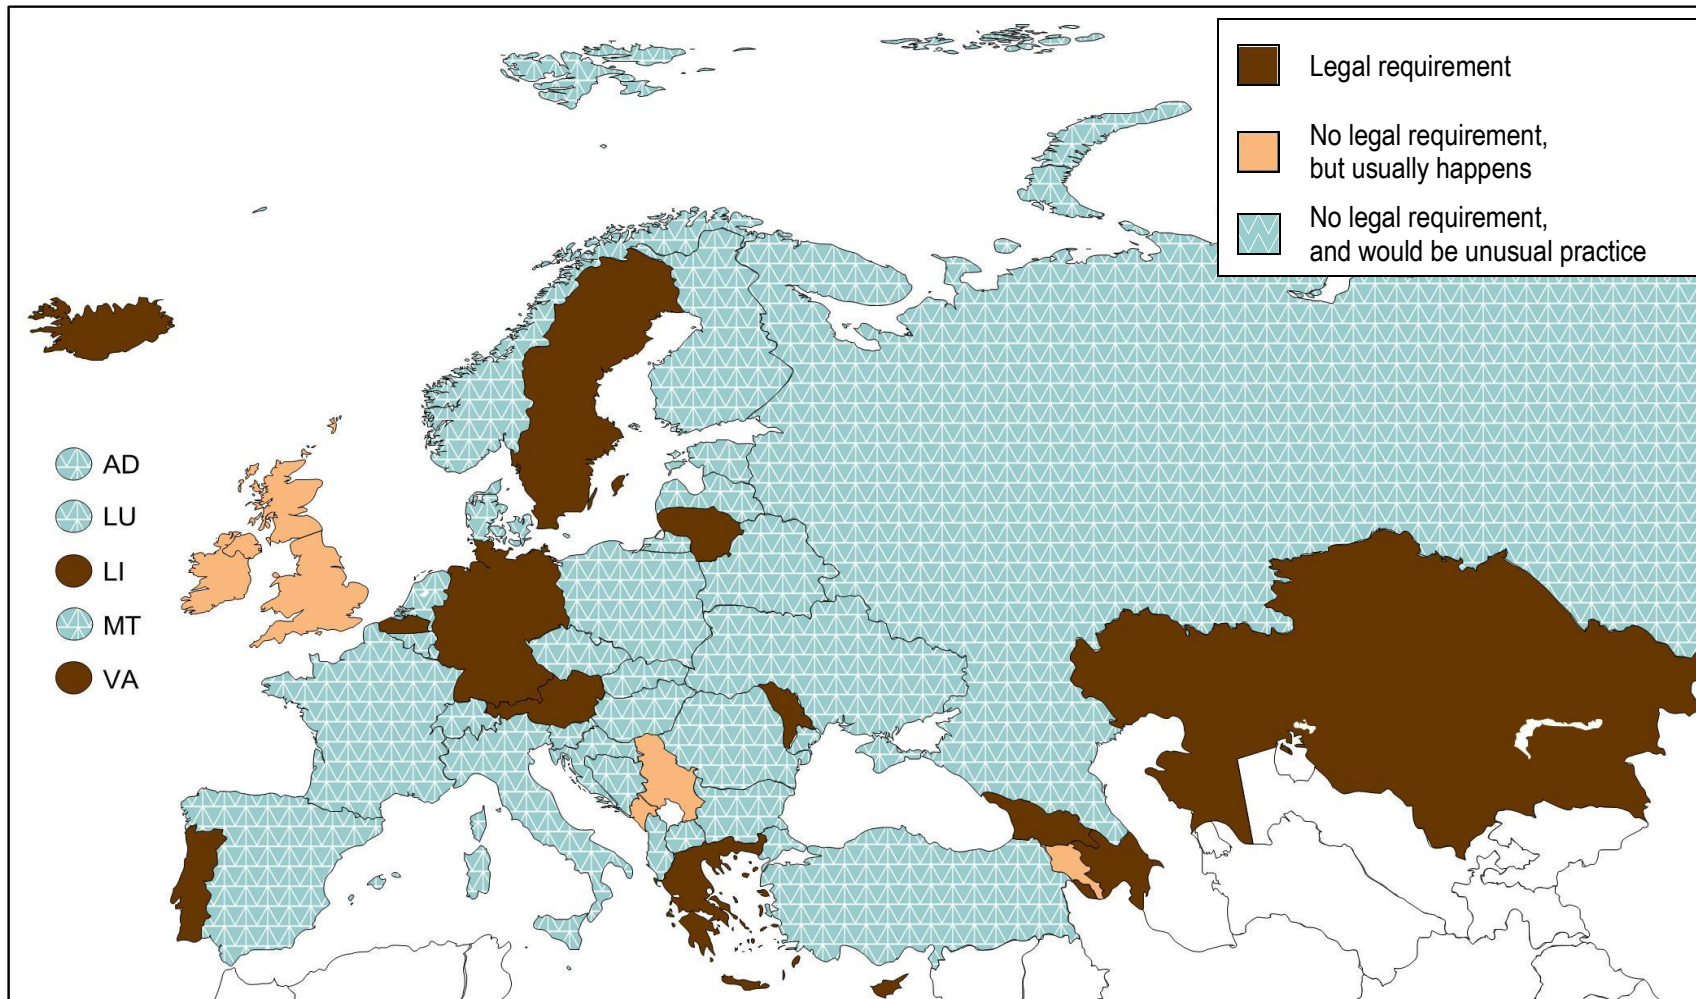 Legal requirement
No legal requirement,
but usually happens
No legal requirement,
and would be unusual practice
AD
LU
LI
MT
VA